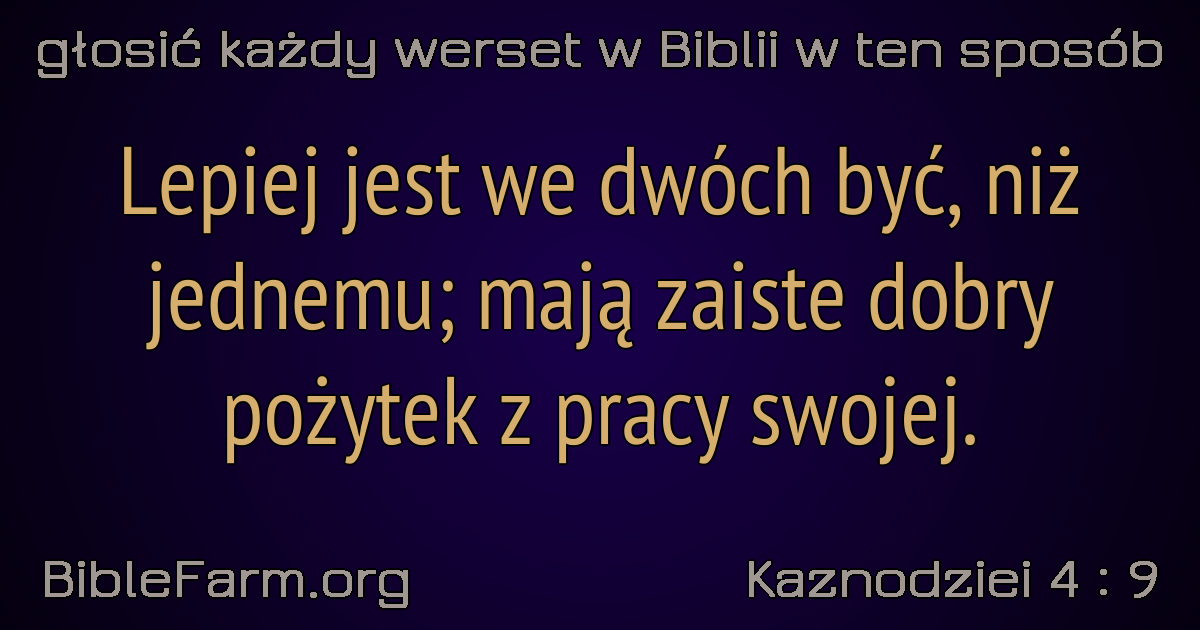 głosić każdy werset w Biblii w ten sposób
Lepiej jest we dwóch być, niż
jednemu; mają zaiste dobry
pożytek z pracy swojej.
BibleFarm.org
Kaznodziei 4 : 9